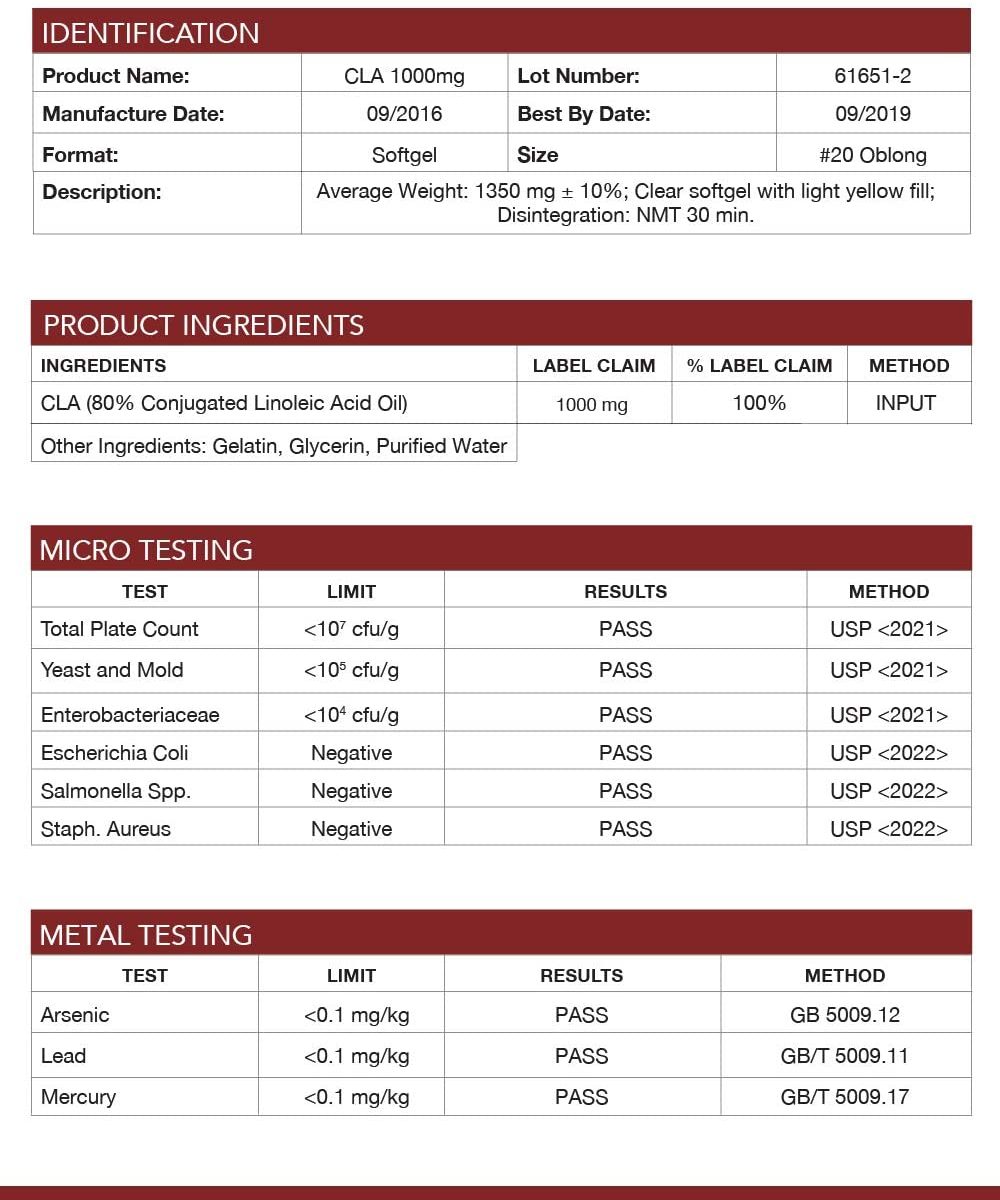 IDENTIFICATION
Product Name: CLA 1000mg Lot Number: 61651-2
Manufacture Date: 09/2016 Best By Date: 09/2019
Format: Softgel Size #20 Oblong
Description: Average Weight: 1350 mg ± 10%; Clear softgel with light yellow fill;
Disintegration: NMT 30 min.
PRODUCT INGREDIENTS
INGREDIENTS LABEL CLAIM % LABEL CLAIM METHOD
CLA (80% Conjugated Linoleic Acid Oil) 1000 mg 100% INPUT
Other Ingredients: Gelatin, Glycerin, Purified Water
MICRO TESTING
TEST LIMIT RESULTS METHOD
Total Plate Count <10⁷ cfu/g PASS USP <2021>
Yeast and Mold <10⁵ cfu/g PASS USP <2021>
Enterobacteriaceae <10⁴ cfu/g PASS USP <2021>
Escherichia Coli Negative PASS USP <2022>
Salmonella Spp. Negative PASS USP <2022>
Staph. Aureus Negative PASS USP <2022>
METAL TESTING
TEST LIMIT RESULTS METHOD
Arsenic <0.1 mg/kg PASS GB 5009.12
Lead <0.1 mg/kg PASS GB/T 5009.11
Mercury <0.1 mg/kg PASS GB/T 5009.17